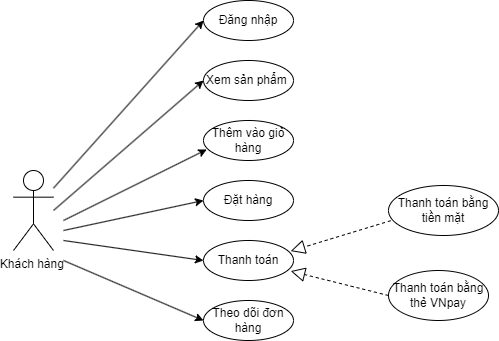 Đăng nhập
Xem sản phẩm
Thêm vào giỏ
hàng
Đặt hàng
Thanh toán bằng
tiền mặt
Khách hàng
Thanh toán
Thanh toán bằng
thẻ VNpay
Theo dõi đơn
hàng